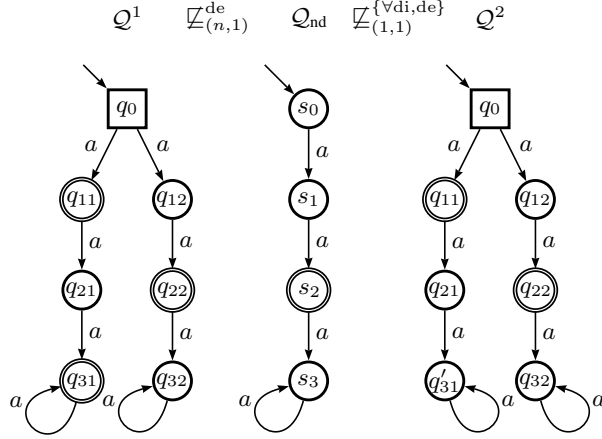 𝒬¹ ⋢ᵈᵉ₍ₙ,₁₎ 𝒬nd ⋢^{∀di,de}₍₁,₁₎ 𝒬²
q₀ s₀ q₀
a a a a a
q₁₁ q₁₂ s₁ q₁₁ q₁₂
a a a a a
q₂₁ q₂₂ s₂ q₂₁ q₂₂
a a a a a
q₃₁ q₃₂ s₃ q′₃₁ q₃₂
a a a a a